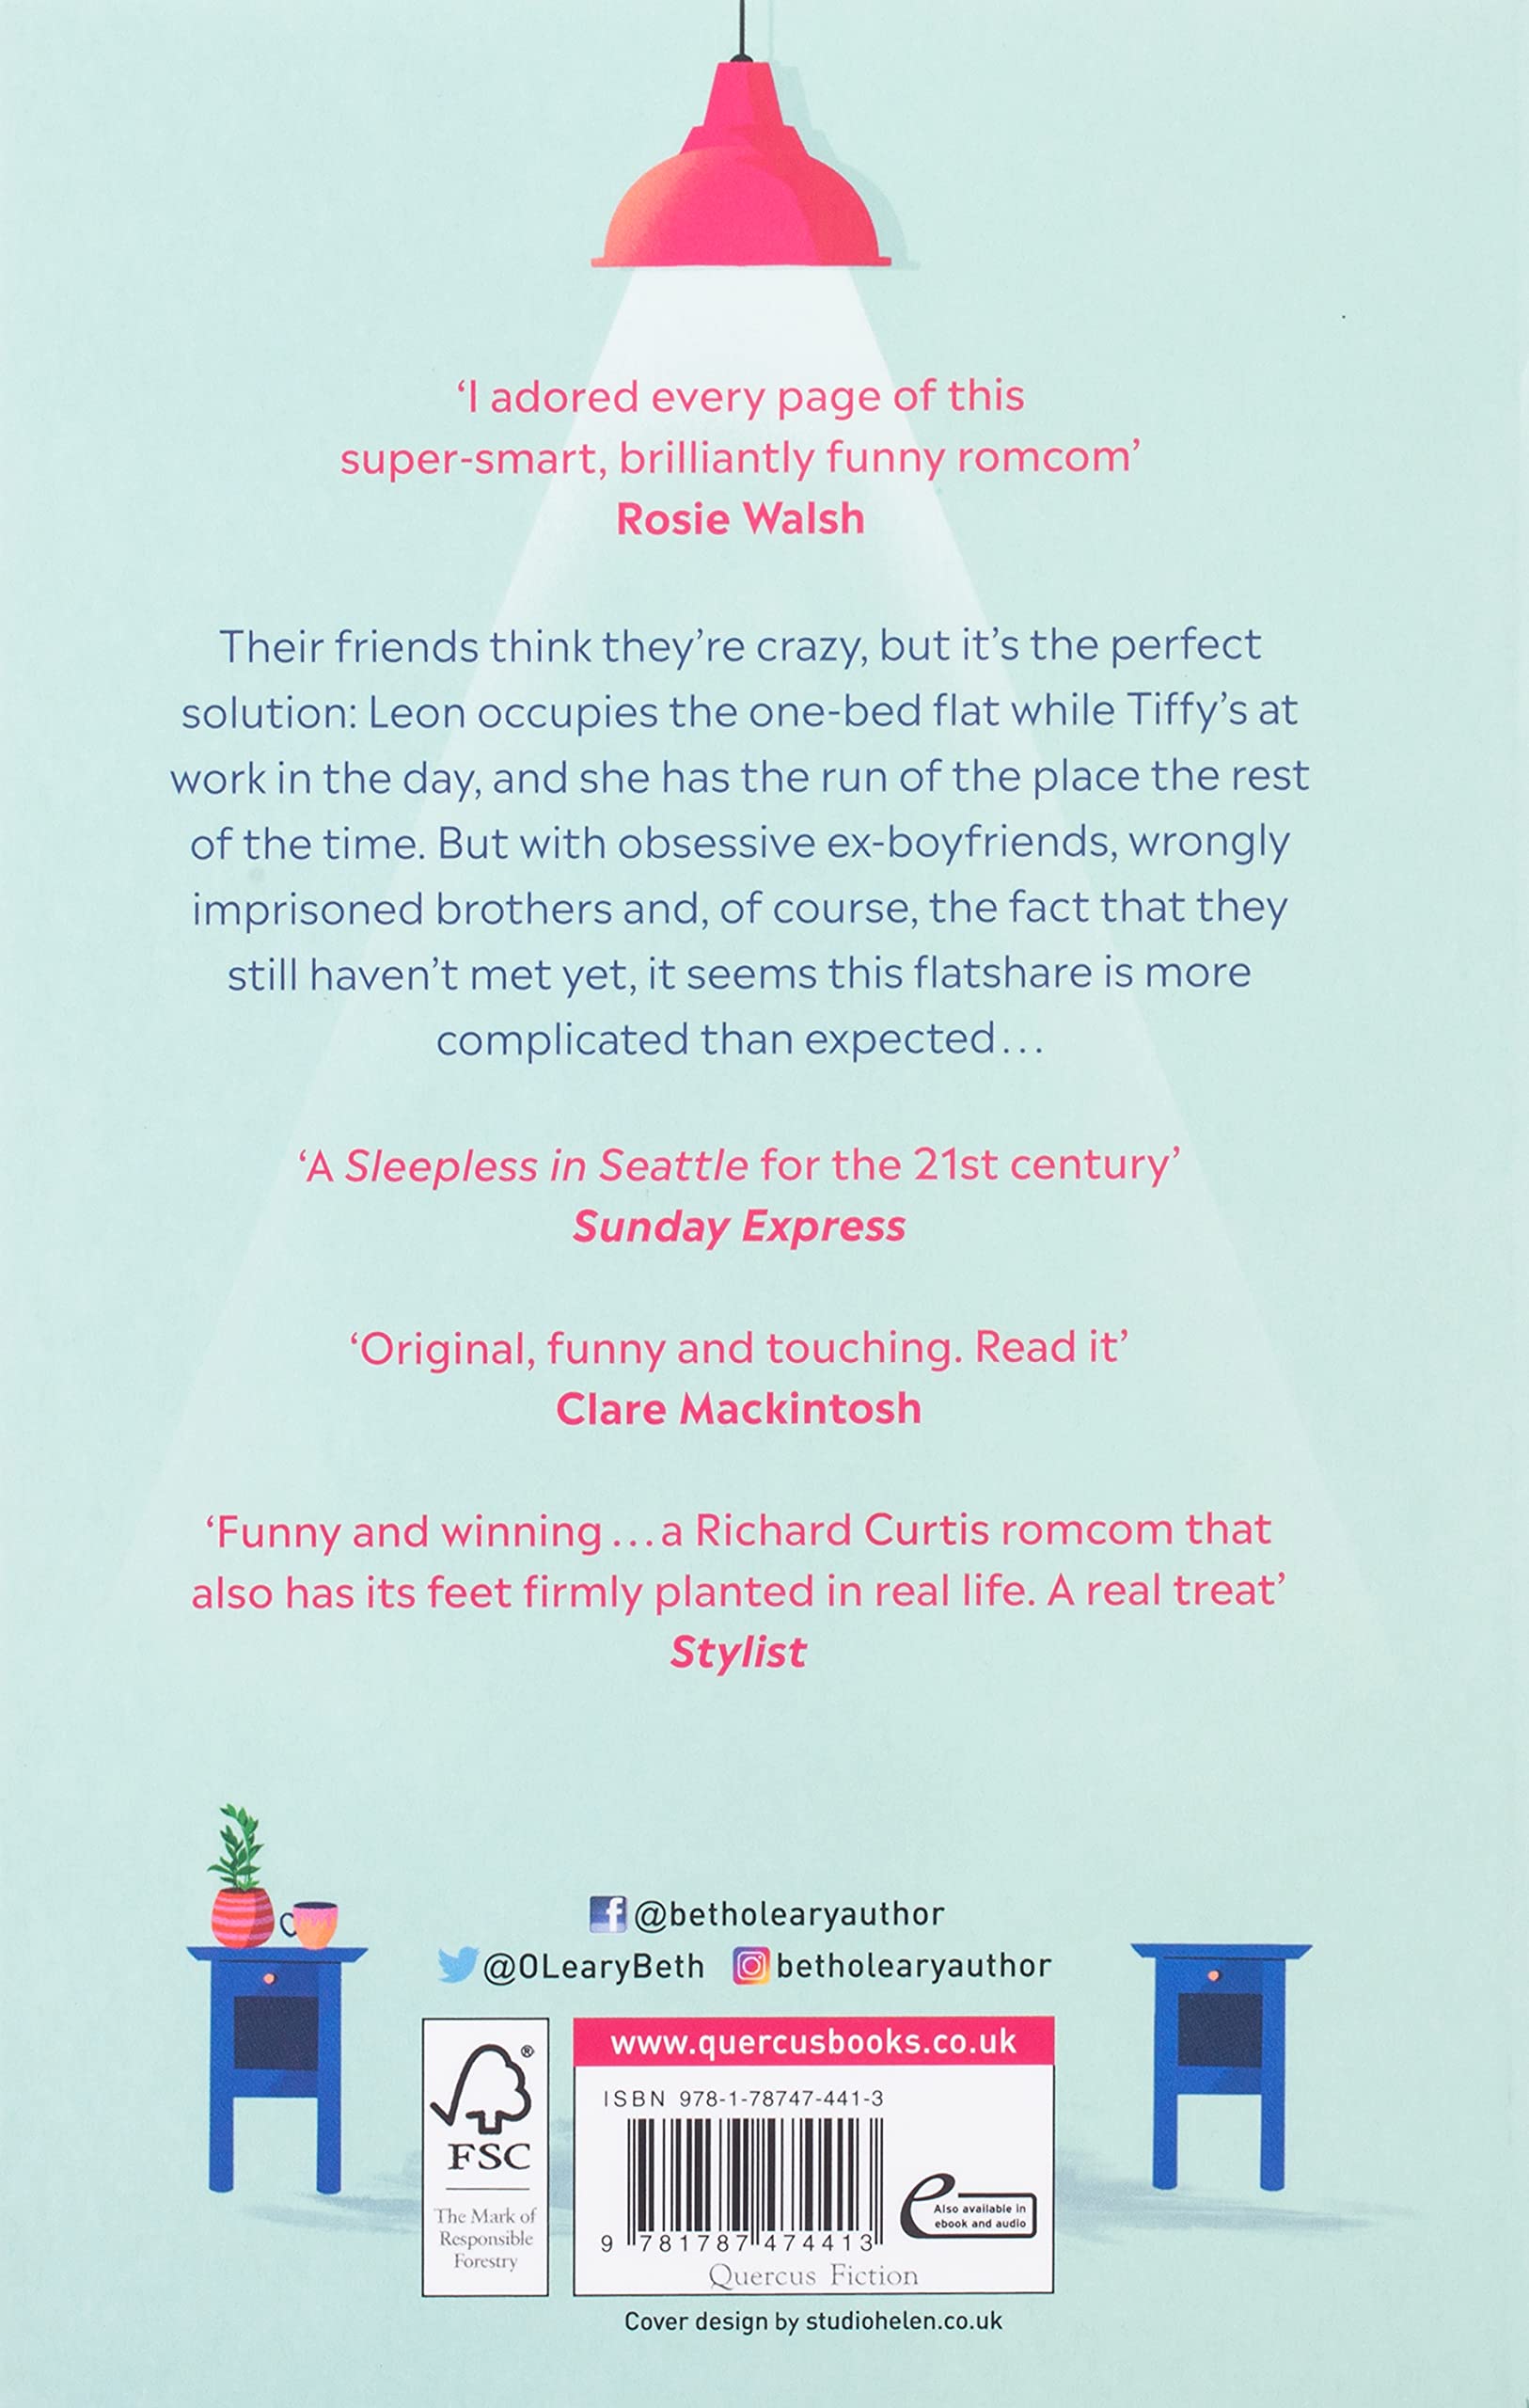 ‘I adored every page of this
super-smart, brilliantly funny romcom’
Rosie Walsh
Their friends think they’re crazy, but it’s the perfect
solution: Leon occupies the one-bed flat while Tiffy’s at
work in the day, and she has the run of the place the rest
of the time. But with obsessive ex-boyfriends, wrongly
imprisoned brothers and, of course, the fact that they
still haven’t met yet, it seems this flatshare is more
complicated than expected...
‘A Sleepless in Seattle for the 21st century’
Sunday Express
‘Original, funny and touching. Read it’
Clare Mackintosh
‘Funny and winning ...a Richard Curtis romcom that
also has its feet firmly planted in real life. A real treat’
Stylist
@betholearyauthor
@OLearyBeth betholearyauthor
www.quercusbooks.co.uk
ISBN 978-1-78747-441-3
9 781787 474413
Quercus Fiction
Also available in
ebook and audio
®
FSC
The Mark of
Responsible
Forestry
Cover design by studiohelen.co.uk